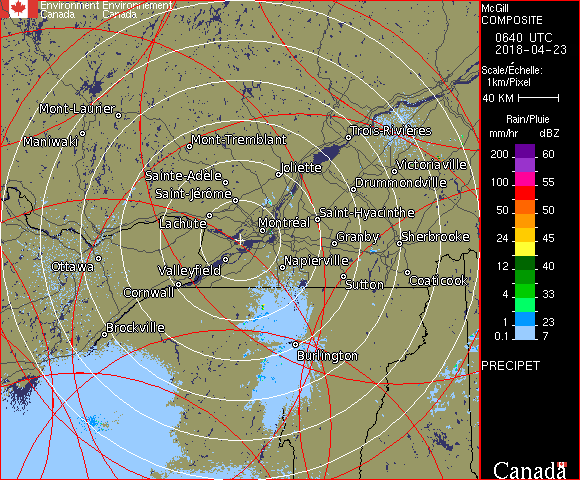 Environment Environnement
Canada Canada
McGill
COMPOSITE
0640 UTC
2018-04-23
Scale/Échelle:
1km/Pixel
40 KM
Rain/Pluie
mm/hr dBZ
200 60
100 55
50 50
24 45
12 40
4 33
1 23
0.1 7
PRECIPET
Canada
Mont-Laurier
Maniwaki
Mont-Tremblant
Trois-Rivières
Sainte-Adèle
Joliette
Victoriaville
Saint-Jérôme
Drummondville
Lachute
Montréal
Saint-Hyacinthe
Granby
Sherbrooke
Ottawa
Valleyfield
Napierville
Cornwall
Sutton
Coaticook
Brockville
Burlington